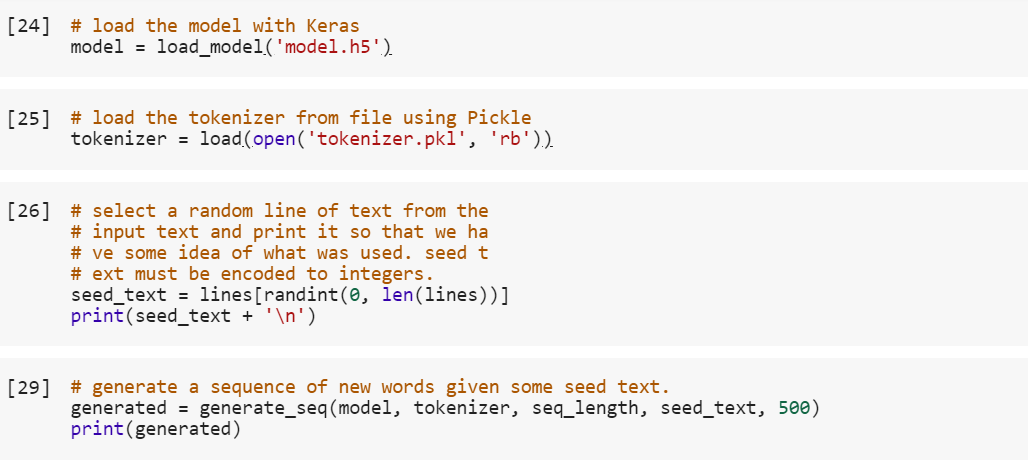 [24] # load the model with Keras
model = load_model('model.h5')
[25] # load the tokenizer from file using Pickle
tokenizer = load(open('tokenizer.pkl', 'rb'))
[26] # select a random line of text from the
# input text and print it so that we ha
# ve some idea of what was used. seed t
# ext must be encoded to integers.
seed_text = lines[randint(0, len(lines))]
print(seed_text + '\n')
[29] # generate a sequence of new words given some seed text.
generated = generate_seq(model, tokenizer, seq_length, seed_text, 500)
print(generated)